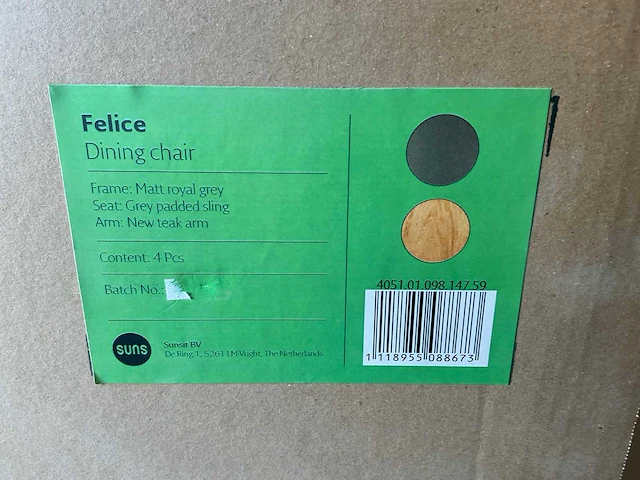 Felice
Dining chair
Frame: Matt royal grey
Seat: Grey padded sling
Arm: New teak arm
Content: 4 Pcs
Batch No.:
suns
Sunsit BV
De Ring 1, 5261 LM Vught, The Netherlands
4051.01.098.147.59
1 118955 088673